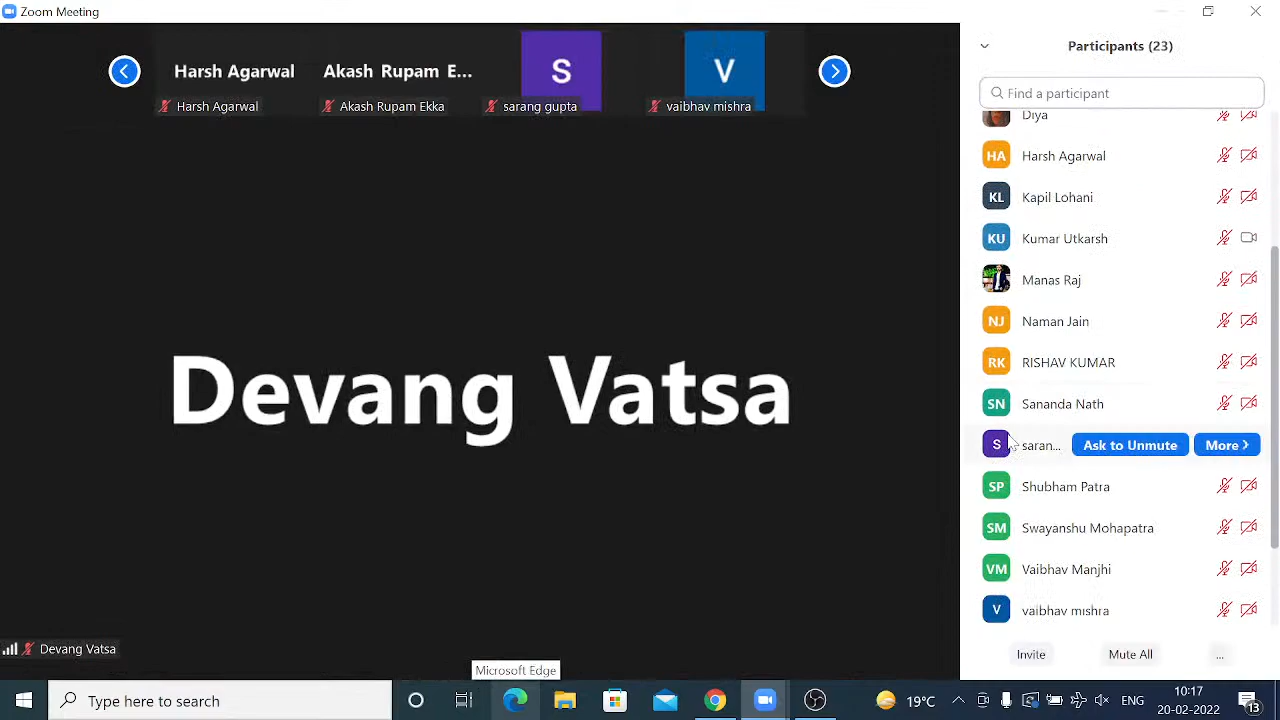 Zoom Meeting
Harsh Agarwal
Akash Rupam E...
S
V
Harsh Agarwal
Akash Rupam Ekka
sarang gupta
vaibhav mishra
Devang Vatsa
Devang Vatsa
Microsoft Edge
Participants (23)
Find a participant
Diya
HA Harsh Agarwal
KL Kapil Lohani
KU Kumar Utkarsh
Manas Raj
NJ Naman Jain
RK RISHAV KUMAR
SN Sananda Nath
S saran... Ask to Unmute More
SP Shubham Patra
SM Swayanshu Mohapatra
VM Vaibhav Manjhi
V vaibhav mishra
Invite Mute All ...
Type here to search
19°C ENG
10:17
20-02-2022